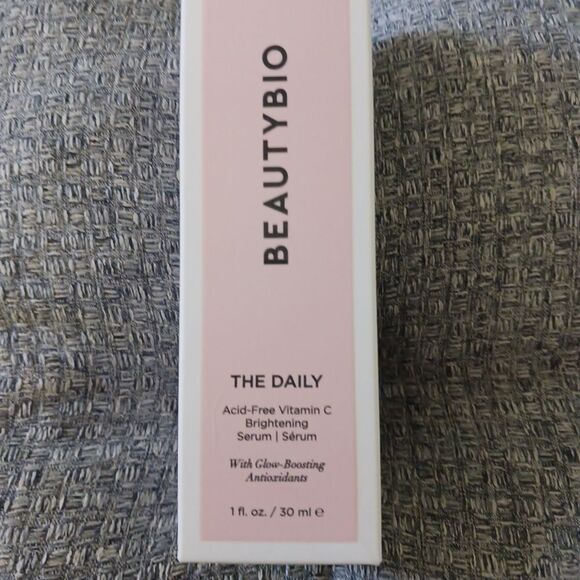 BEAUTYBIO
THE DAILY
Acid-Free Vitamin C
Brightening
Serum | Sérum
With Glow-Boosting
Antioxidants
1 fl. oz. / 30 ml ℮